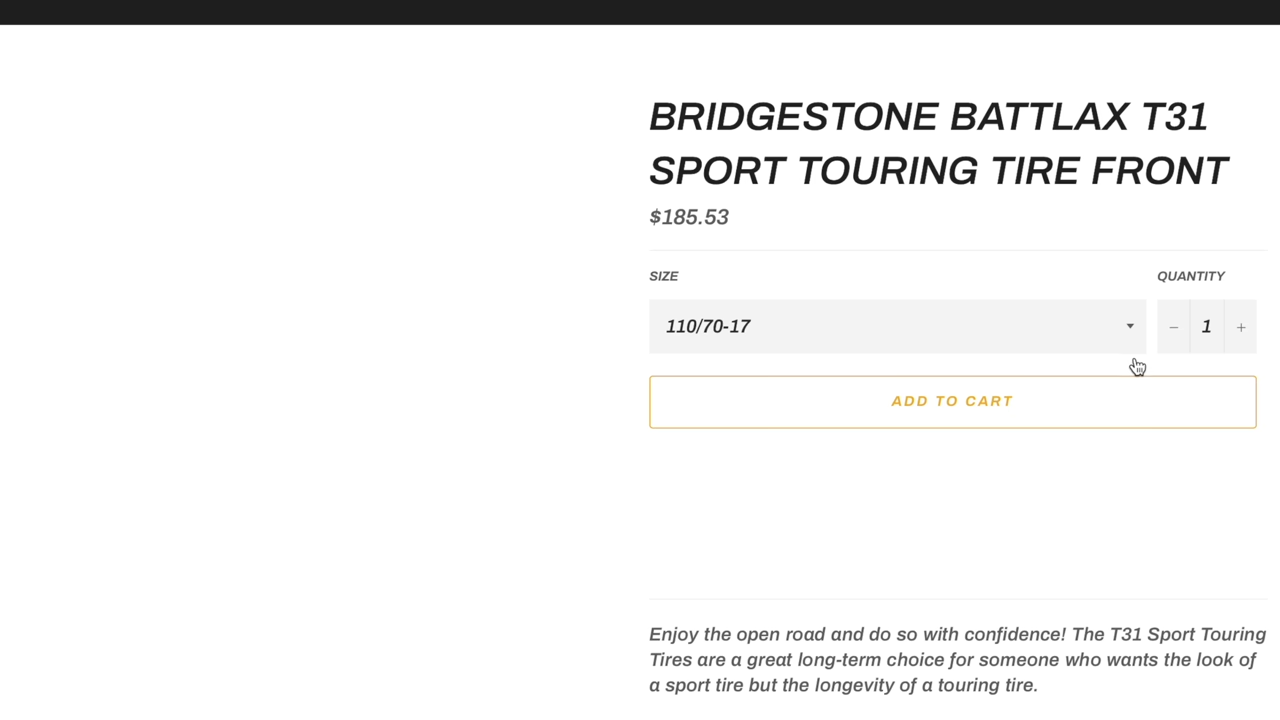 BRIDGESTONE BATTLAX T31
SPORT TOURING TIRE FRONT
$185.53
SIZE
QUANTITY
110/70-17
− 1 +
ADD TO CART
Enjoy the open road and do so with confidence! The T31 Sport Touring
Tires are a great long-term choice for someone who wants the look of
a sport tire but the longevity of a touring tire.